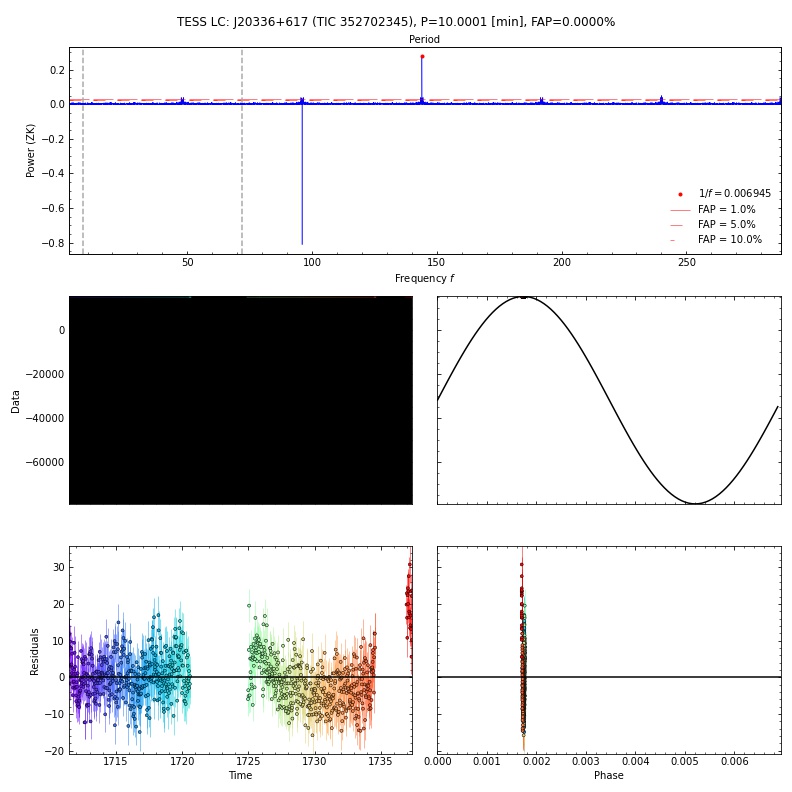 TESS LC: J20336+617 (TIC 352702345), P=10.0001 [min], FAP=0.0000%
Period
0.2
0.0
−0.2
−0.4
−0.6
−0.8
Power (ZK)
1/f = 0.006945
FAP = 1.0%
FAP = 5.0%
FAP = 10.0%
50 100 150 200 250
Frequency f
0
−20000
−40000
−60000
Data
30
20
10
0
−10
−20
Residuals
1715 1720 1725 1730 1735
Time
0.000 0.001 0.002 0.003 0.004 0.005 0.006
Phase